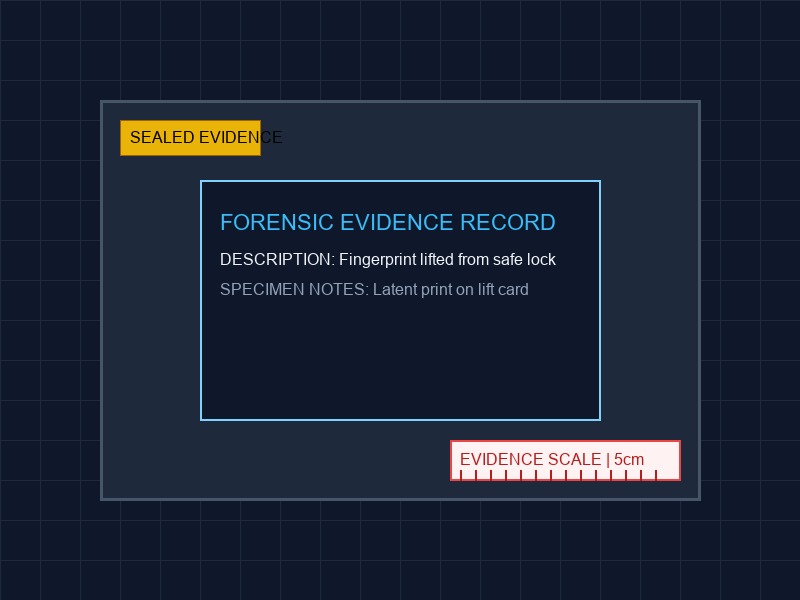 SEALED EVIDENCE
FORENSIC EVIDENCE RECORD
DESCRIPTION: Fingerprint lifted from safe lock
SPECIMEN NOTES: Latent print on lift card
EVIDENCE SCALE | 5cm